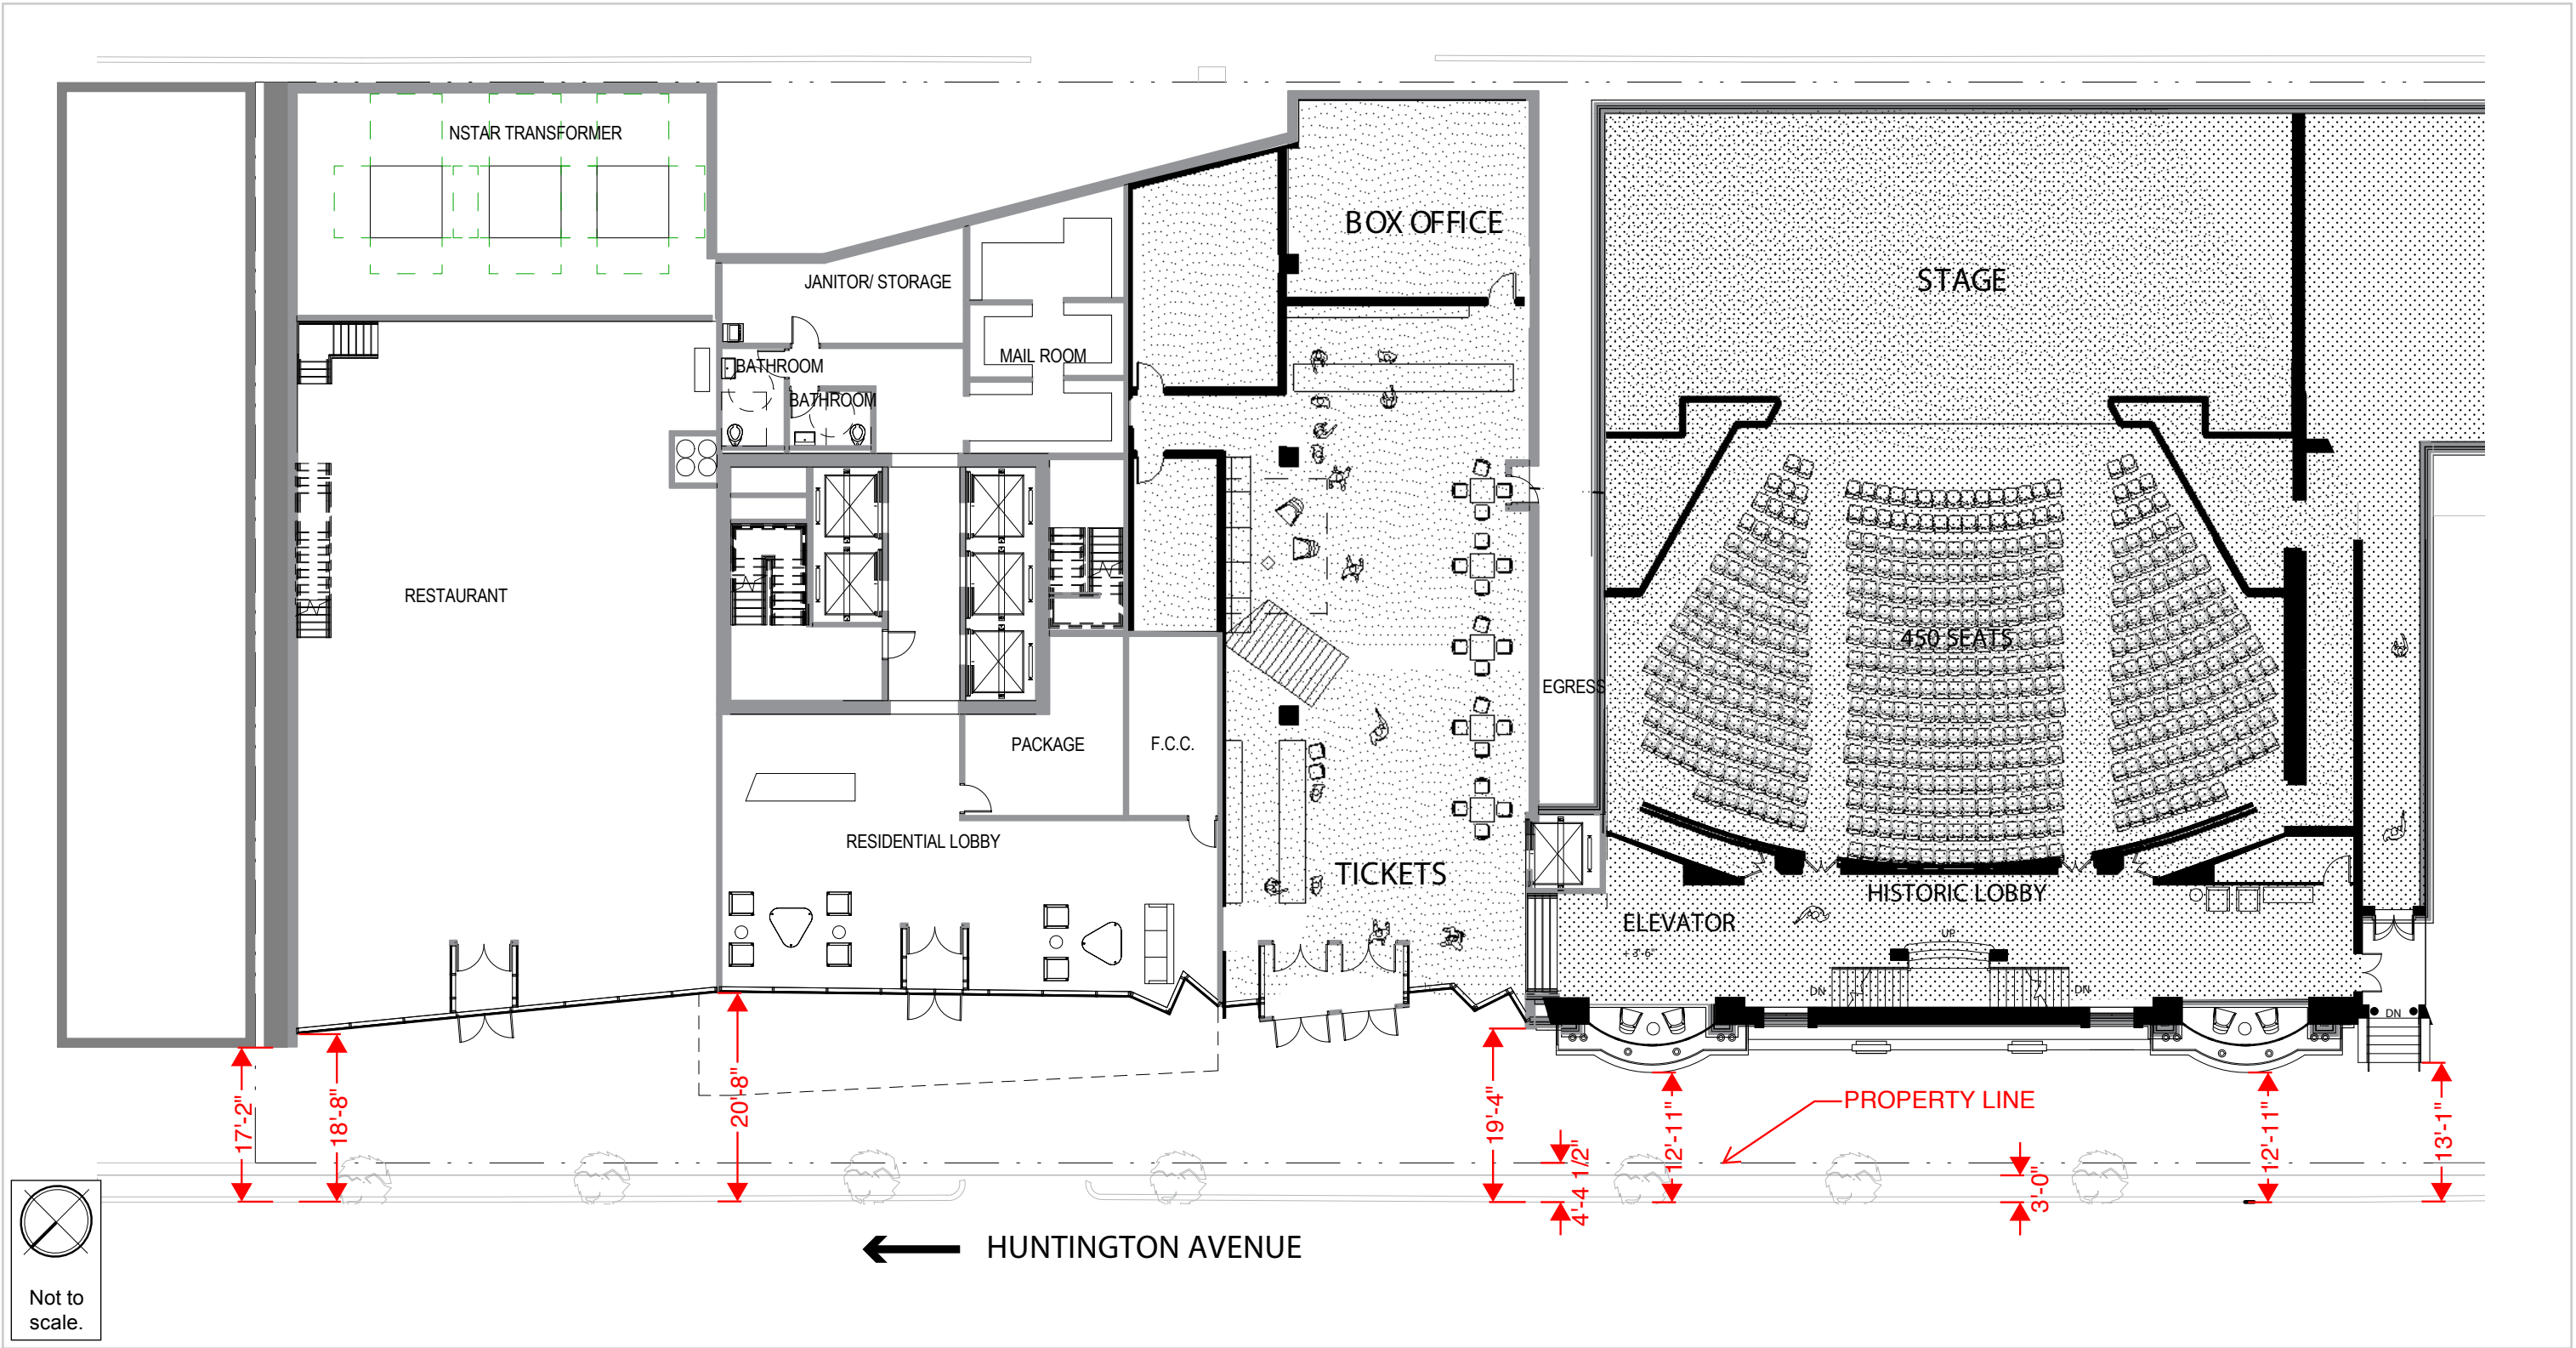 NSTAR TRANSFORMER
BOX OFFICE
STAGE
JANITOR/ STORAGE
MAIL ROOM
BATHROOM
BATHROOM
RESTAURANT
450 SEATS
EGRESS
PACKAGE
F.C.C.
RESIDENTIAL LOBBY
TICKETS
HISTORIC LOBBY
ELEVATOR
UP
+ 3'-6"
DN
DN
DN
17'-2"
18'-8"
20'-8"
19'-4"
4'-4 1/2"
12'-11"
PROPERTY LINE
3'-0"
12'-11"
13'-1"
HUNTINGTON AVENUE
Not to
scale.